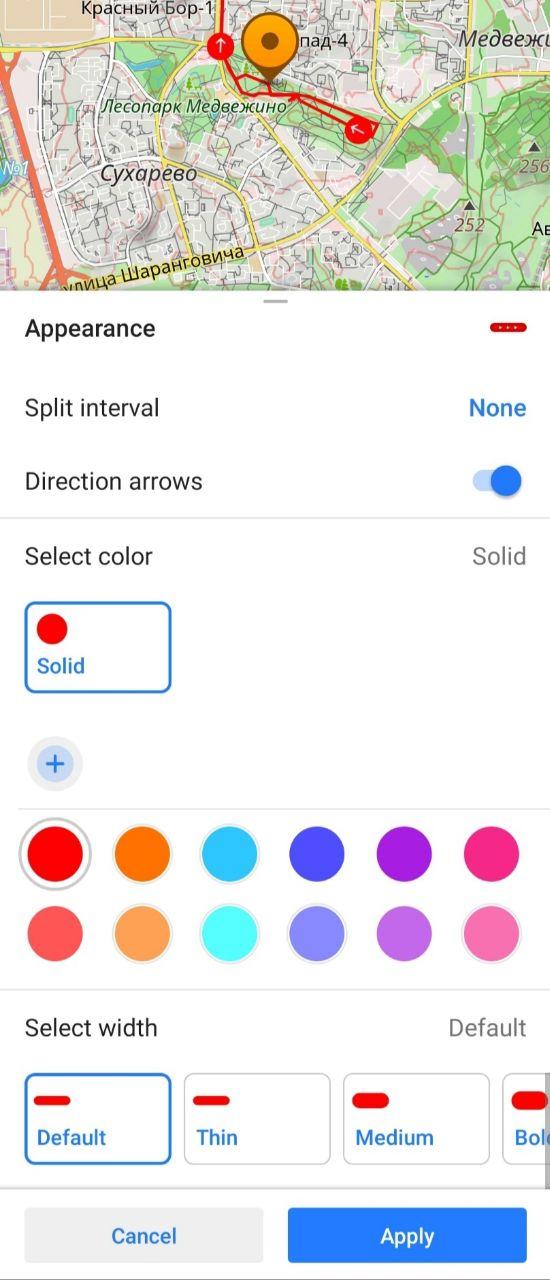 Красный Бор-1
пад-4
Медвежи
Лесопарк Медвежино
№1
Сухарево
256
252
Ав
улица Шаранговича
Appearance
Split interval
None
Direction arrows
Select color
Solid
Solid
Select width
Default
Default
Thin
Medium
Bol
Cancel
Apply